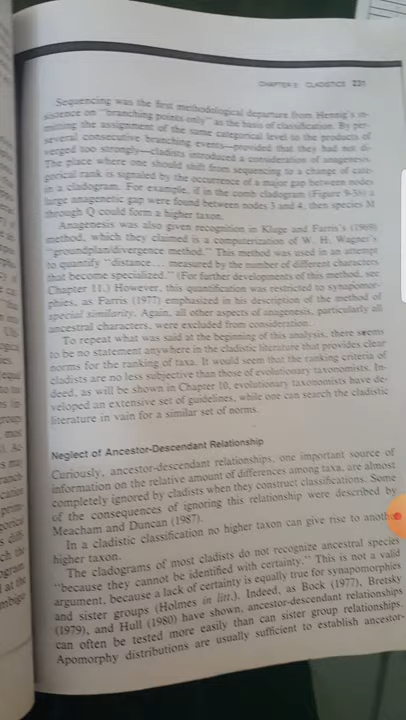 CHAPTER 9 CLADISTICS 231
Sequencing was the first methodological departure from Hennig's in-
sistence on "branching points only" as the basis of classification. By per-
mitting the assignment of the same categorical level to the products of
several consecutive branching events—provided that they had not di-
verged too strongly—cladists introduced a consideration of anagenesis.
The place where one should shift from sequencing to a change of cate-
gorical rank is signaled by the occurrence of a major gap between nodes
in a cladogram. For example, if in the comb cladogram (Figure 9-3b) a
large anagenetic gap were found between nodes 3 and 4, then species M
through Q could form a higher taxon.
Anagenesis was also given recognition in Kluge and Farris's (1969)
method, which they claimed is a computerization of W. H. Wagner's
"groundplan/divergence method." This method was used in an attempt
to quantify "distance . . . measured by the number of different characters
that become specialized." (For further developments of this method, see
Chapter 11.) However, this quantification was restricted to synapomor-
phies, as Farris (1977) emphasized in his description of the method of
special similarity. Again, all other aspects of anagenesis, particularly all
ancestral characters, were excluded from consideration.
To repeat what was said at the beginning of this analysis, there seems
to be no statement anywhere in the cladistic literature that provides clear
norms for the ranking of taxa. It would seem that the ranking criteria of
cladists are no less subjective than those of evolutionary taxonomists. In-
deed, as will be shown in Chapter 10, evolutionary taxonomists have de-
veloped an extensive set of guidelines, while one can search the cladistic
literature in vain for a similar set of norms.
Neglect of Ancestor-Descendant Relationship
Curiously, ancestor-descendant relationships, one important source of
information on the relative amount of differences among taxa, are almost
completely ignored by cladists when they construct classifications. Some
of the consequences of ignoring this relationship were described by
Meacham and Duncan (1987).
In a cladistic classification no higher taxon can give rise to another
higher taxon.
The cladograms of most cladists do not recognize ancestral species
"because they cannot be identified with certainty." This is not a valid
argument, because a lack of certainty is equally true for synapomorphies
and sister groups (Holmes in litt.). Indeed, as Bock (1977), Bretsky
(1979), and Hull (1980) have shown, ancestor-descendant relationships
can often be tested more easily than can sister group relationships.
Apomorphy distributions are usually sufficient to establish ancestor-